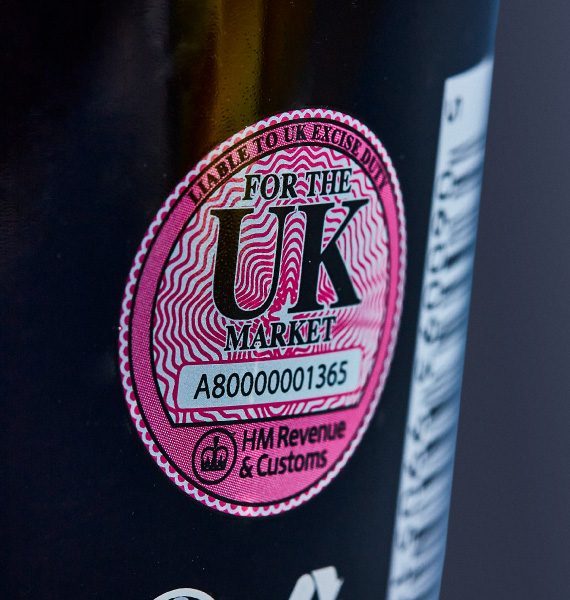 LIABLE TO UK EXCISE DUTY
FOR THE
UK
MARKET
A80000001365
HM Revenue
& Customs